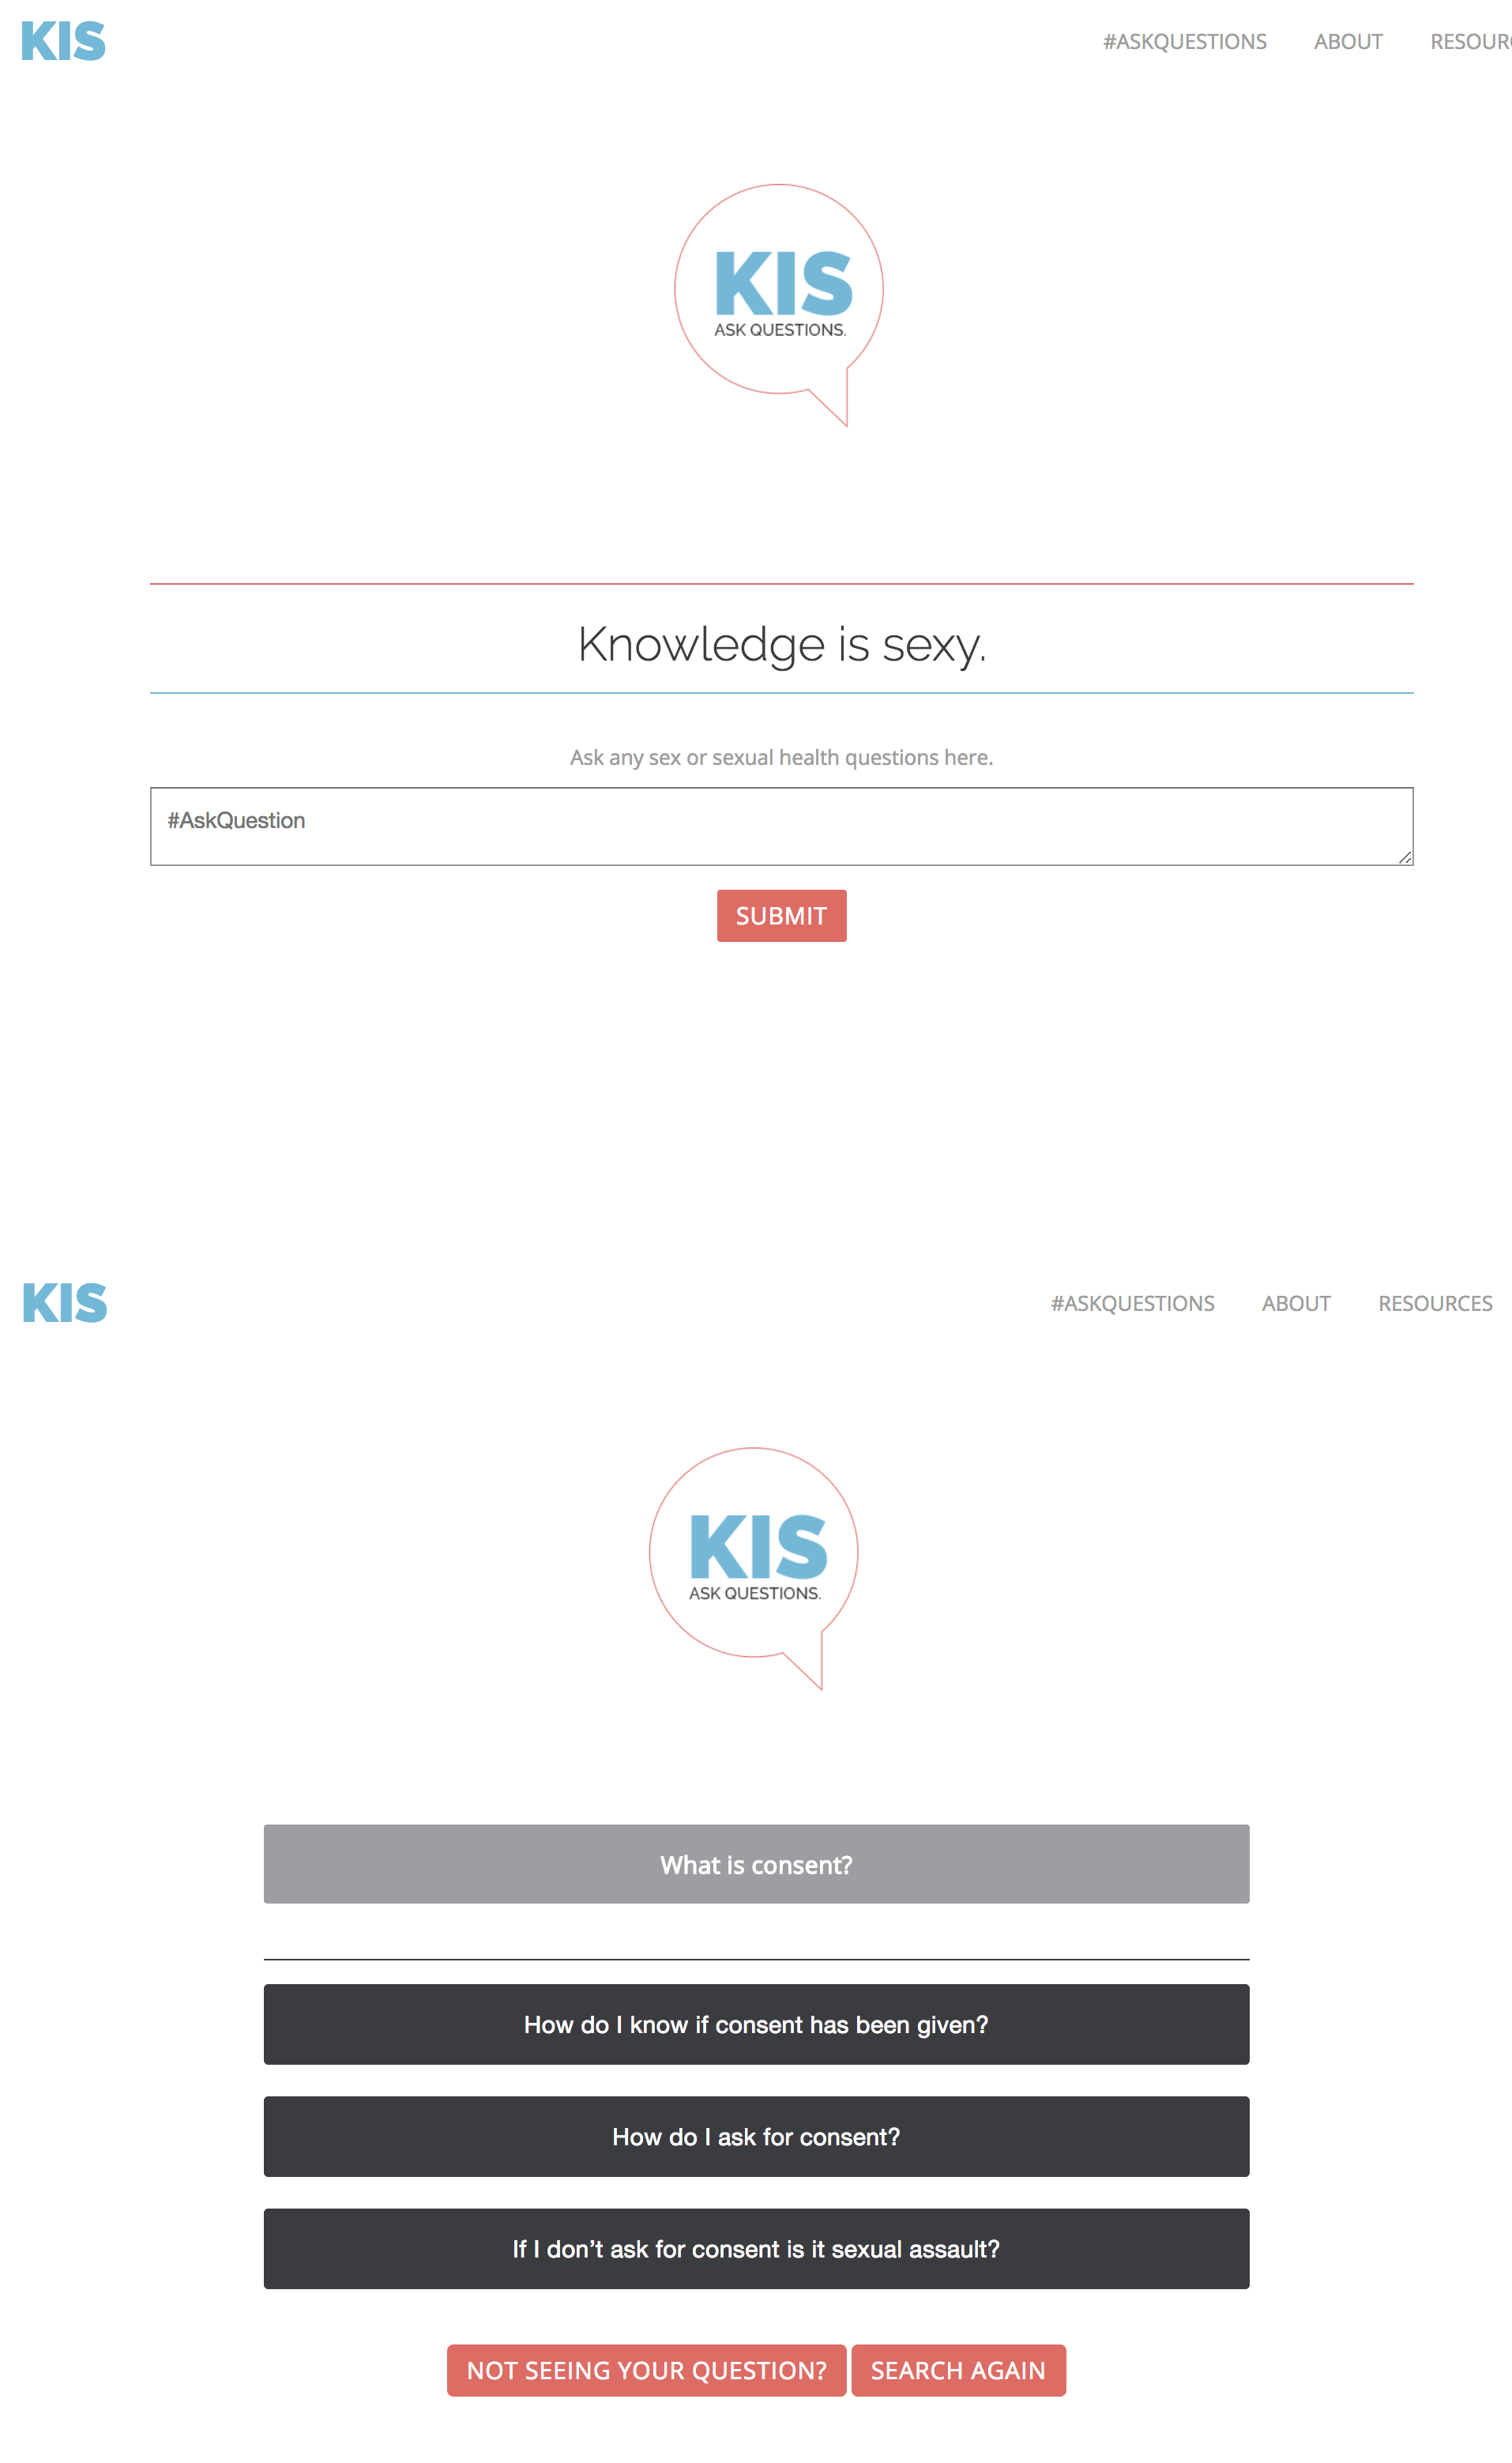 KIS
#ASKQUESTIONS ABOUT RESOUR
KIS
ASK QUESTIONS.
Knowledge is sexy.
Ask any sex or sexual health questions here.
#AskQuestion
SUBMIT
KIS
#ASKQUESTIONS ABOUT RESOURCES
KIS
ASK QUESTIONS.
What is consent?
How do I know if consent has been given?
How do I ask for consent?
If I don’t ask for consent is it sexual assault?
NOT SEEING YOUR QUESTION? SEARCH AGAIN